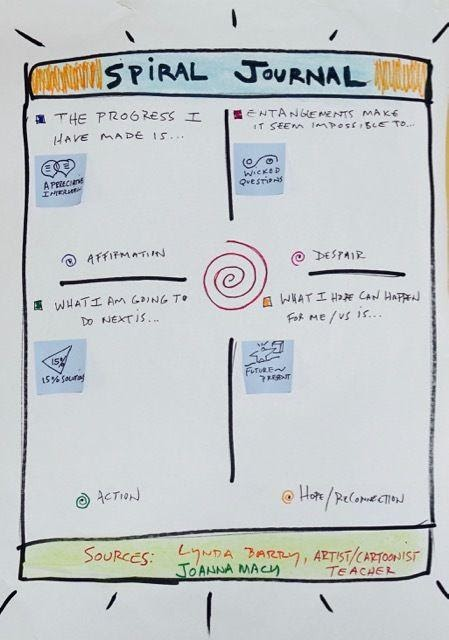 SPIRAL JOURNAL
THE PROGRESS I
HAVE MADE IS...
APPRECIATIVE
INTERVIEW
AFFIRMATION
ENTANGLEMENTS MAKE
IT SEEM IMPOSSIBLE TO...
WICKED
QUESTIONS
DESPAIR
WHAT I AM GOING TO
DO NEXT IS...
15%
15% SOLUTIONS
ACTION
WHAT I HOPE CAN HAPPEN
FOR ME/US IS...
FUTURE~
PRESENT
HOPE/RECONNECTION
SOURCES: LYNDA BARRY, ARTIST/CARTOONIST
JOANNA MACY TEACHER